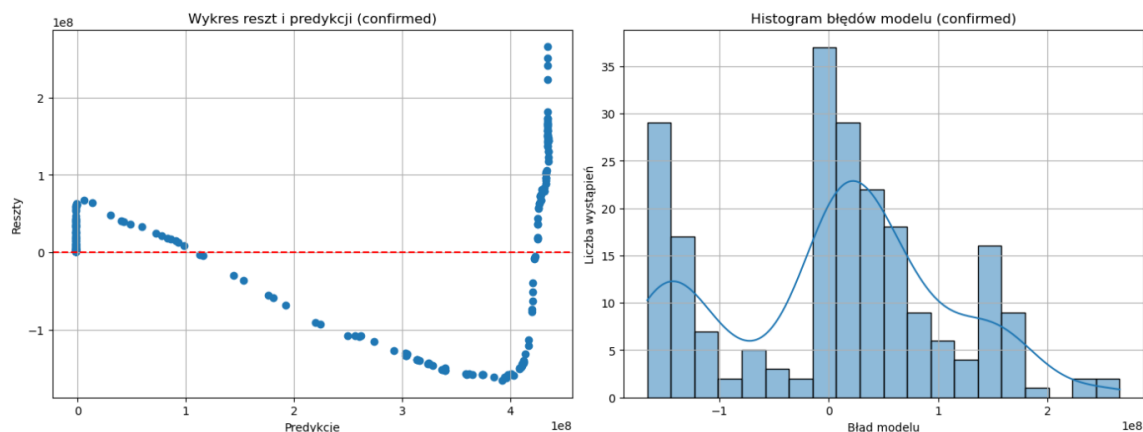 Wykres reszt i predykcji (confirmed)
1e8
Reszty
2
1
0
−1
0
1
2
3
4
1e8
Predykcje
Histogram błędów modelu (confirmed)
Liczba wystąpień
35
30
25
20
15
10
5
0
−1
0
1
2
1e8
Błąd modelu